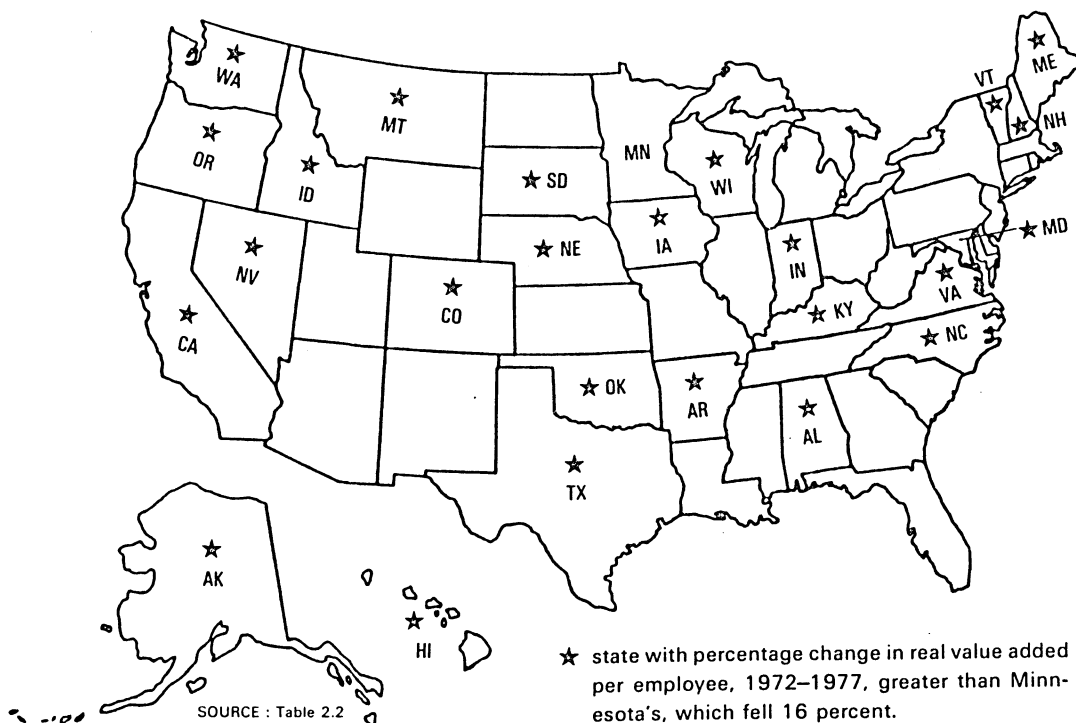 WA
MT
OR
ID
SD
MN
WI
VT
ME
NH
NV
NE
IA
IN
MD
CO
CA
KY
VA
NC
OK
AR
AL
TX
AK
HI
state with percentage change in real value added
per employee, 1972–1977, greater than Minn-
esota's, which fell 16 percent.
SOURCE : Table 2.2